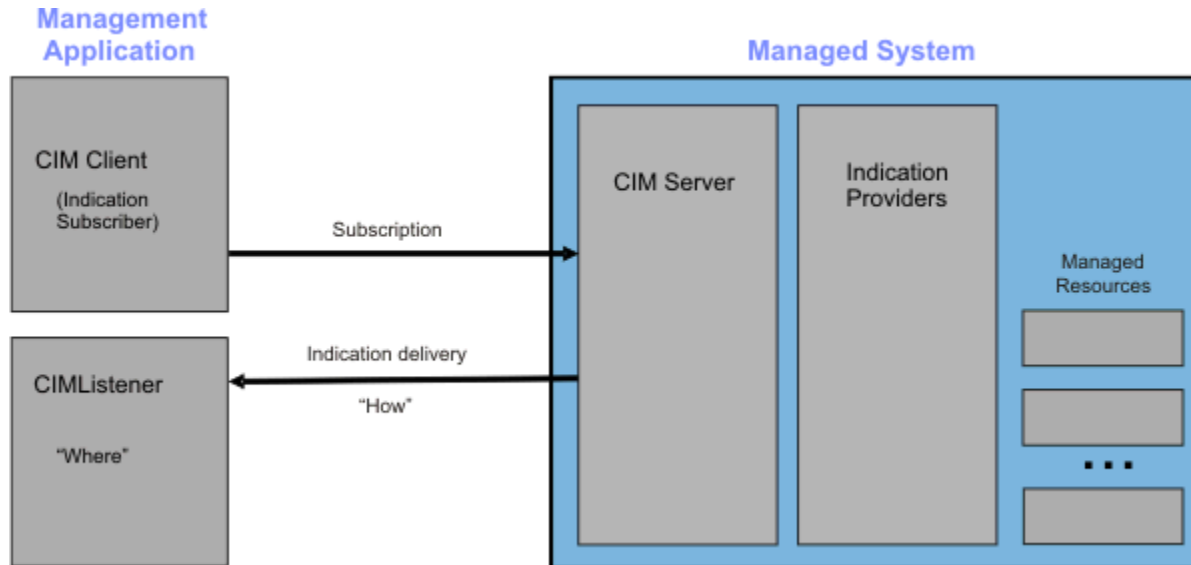 Management
Application
Managed System
CIM Client
(Indication
Subscriber)
Subscription
CIM Server
Indication
Providers
Managed
Resources
Indication delivery
“How”
CIMListener
“Where”
...